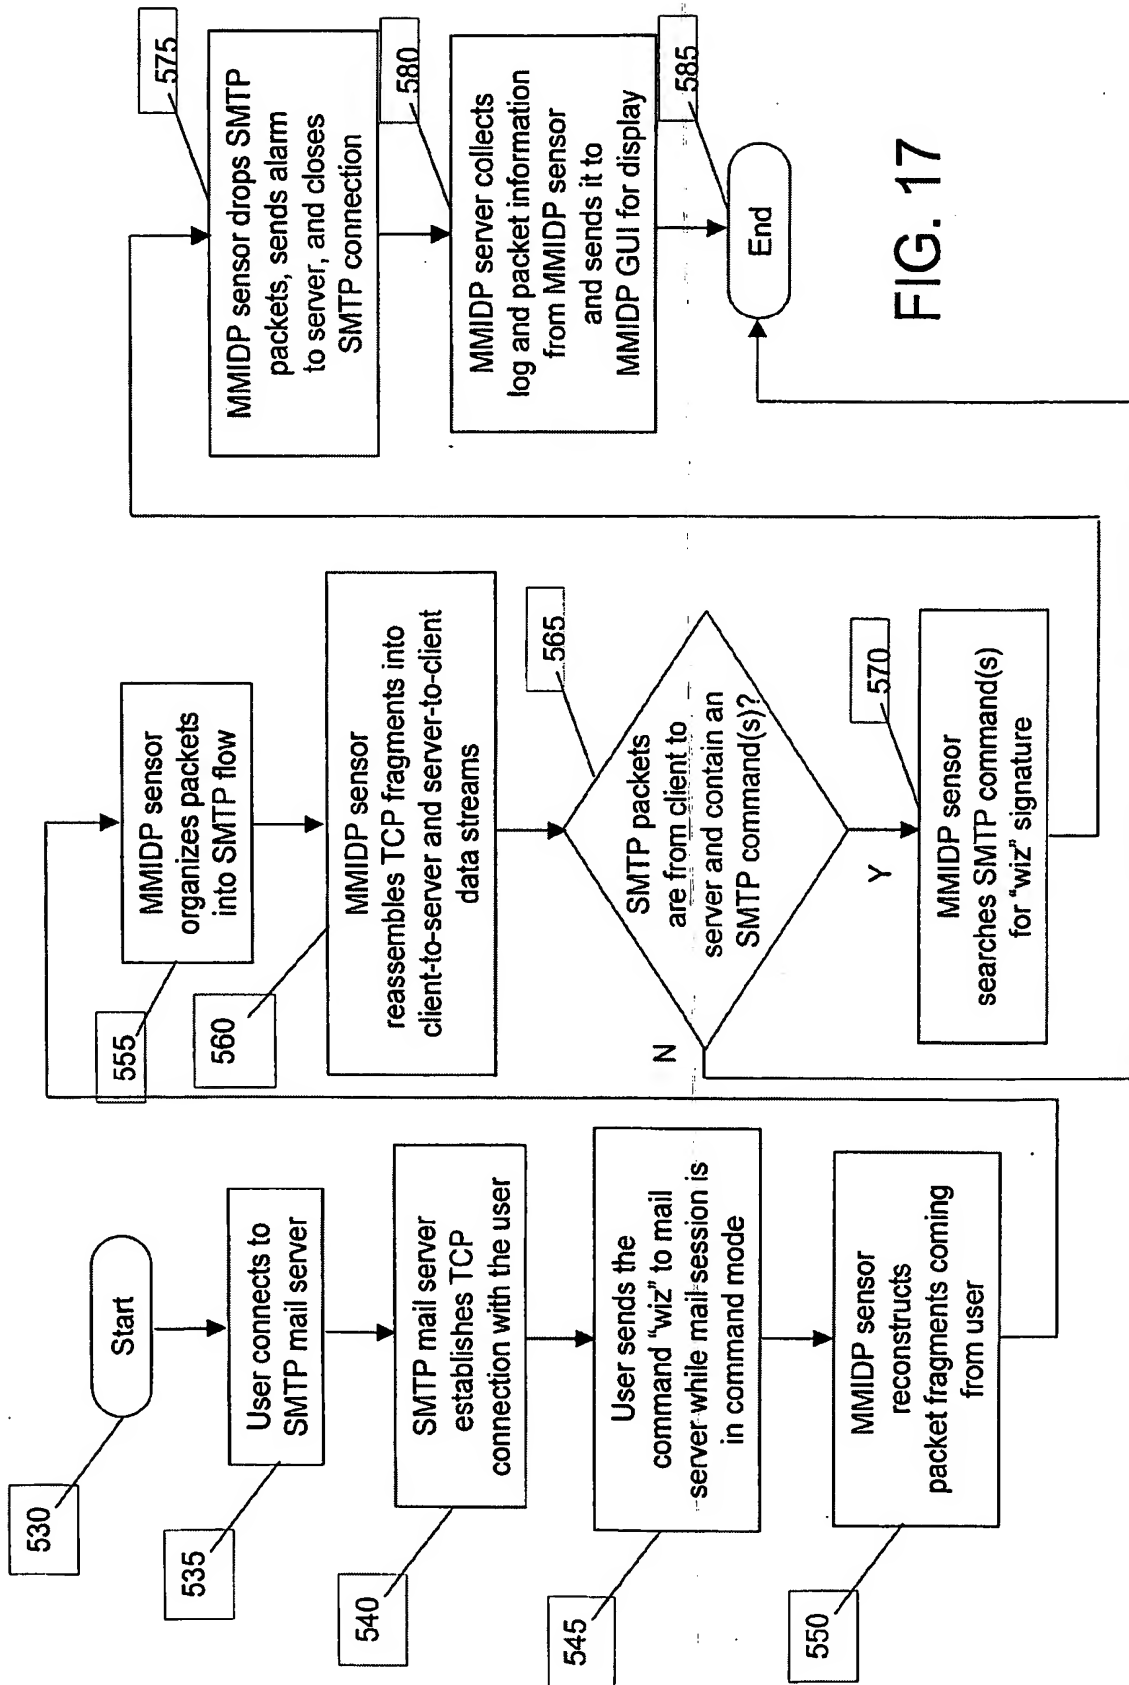 530
Start
535
User connects to
SMTP mail server
540
SMTP mail server
establishes TCP
connection with the user
545
User sends the
command "wiz" to mail
server while mail session is
in command mode
550
MMIDP sensor
reconstructs
packet fragments coming
from user
555
MMIDP sensor
organizes packets
into SMTP flow
560
MMIDP sensor
reassembles TCP fragments into
client-to-server and server-to-client
data streams
565
SMTP packets
are from client to
server and contain an
SMTP command(s)?
N
Y
570
MMIDP sensor
searches SMTP command(s)
for "wiz" signature
575
MMIDP sensor drops SMTP
packets, sends alarm
to server, and closes
SMTP connection
580
MMIDP server collects
log and packet information
from MMIDP sensor
and sends it to
MMIDP GUI for display
585
End
FIG. 17